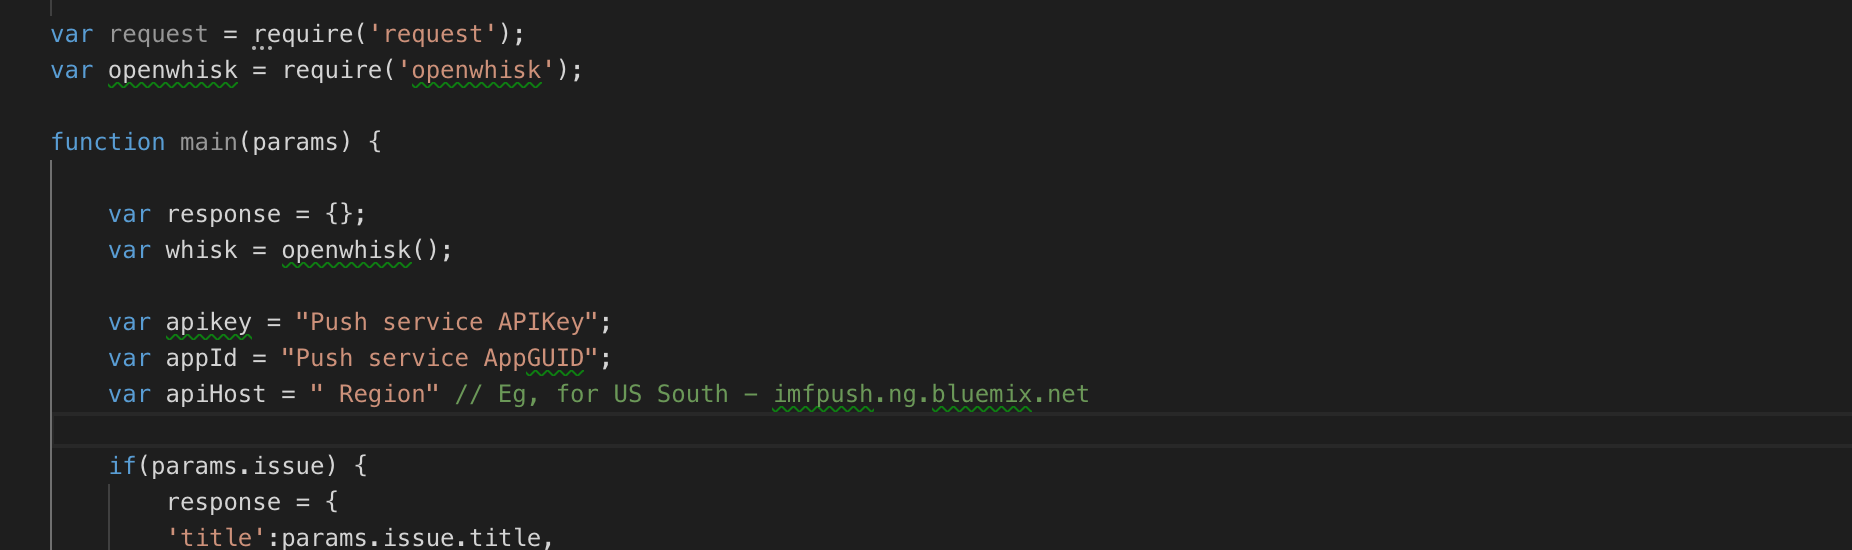 var request = require('request');
var openwhisk = require('openwhisk');
function main(params) {
var response = {};
var whisk = openwhisk();
var apikey = "Push service APIKey";
var appId = "Push service AppGUID";
var apiHost = " Region" // Eg, for US South - imfpush.ng.bluemix.net
if(params.issue) {
response = {
'title':params.issue.title,